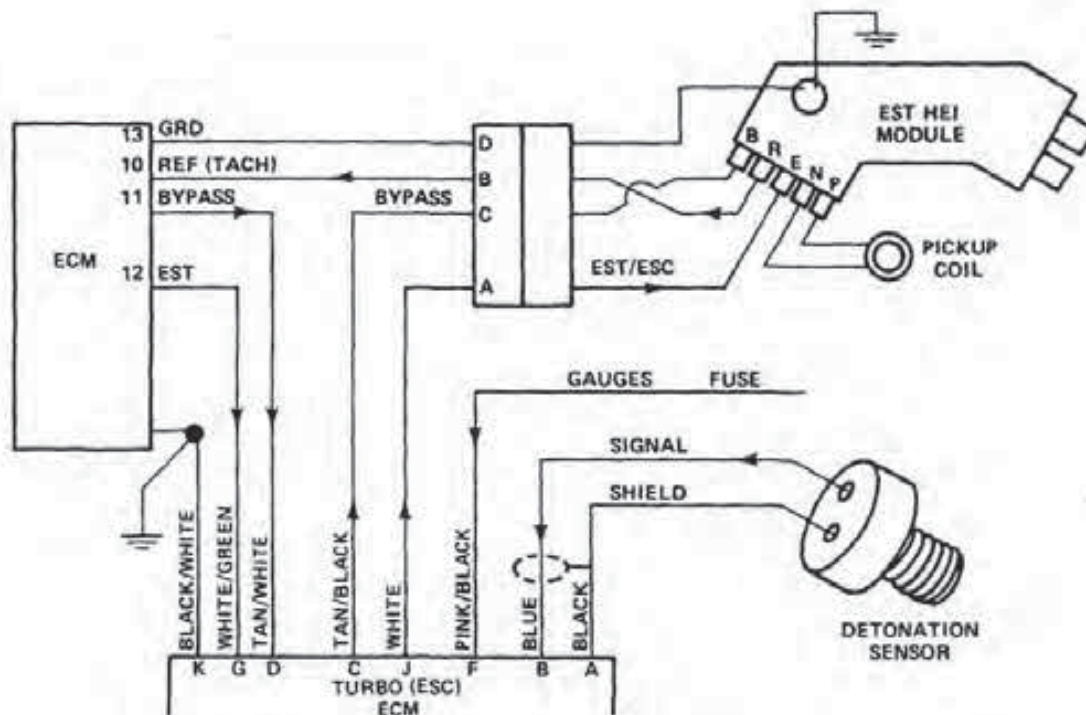 13 GRD
10 REF (TACH)
11 BYPASS
ECM
12 EST
D
B
BYPASS C
A
EST/ESC
EST HEI
MODULE
B R E N P
PICKUP
COIL
GAUGES FUSE
SIGNAL
SHIELD
DETONATION
SENSOR
BLACK/WHITE
WHITE/GREEN
TAN/WHITE
TAN/BLACK
WHITE
PINK/BLACK
BLUE
BLACK
K G D C J F B A
TURBO (ESC)
ECM